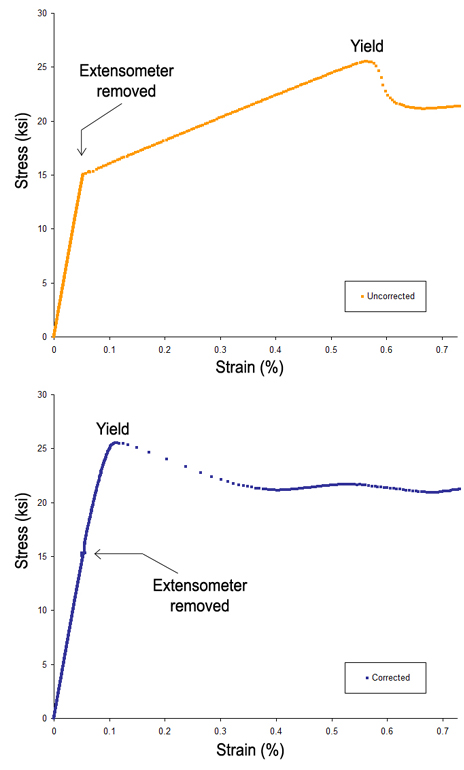 30
Yield
25
Extensometer
removed
20
Stress (ksi)
15
10
5
Uncorrected
0
0 0.1 0.2 0.3 0.4 0.5 0.6 0.7
Strain (%)
30
Yield
25
20
Stress (ksi)
15
Extensometer
removed
10
5
Corrected
0
0 0.1 0.2 0.3 0.4 0.5 0.6 0.7
Strain (%)